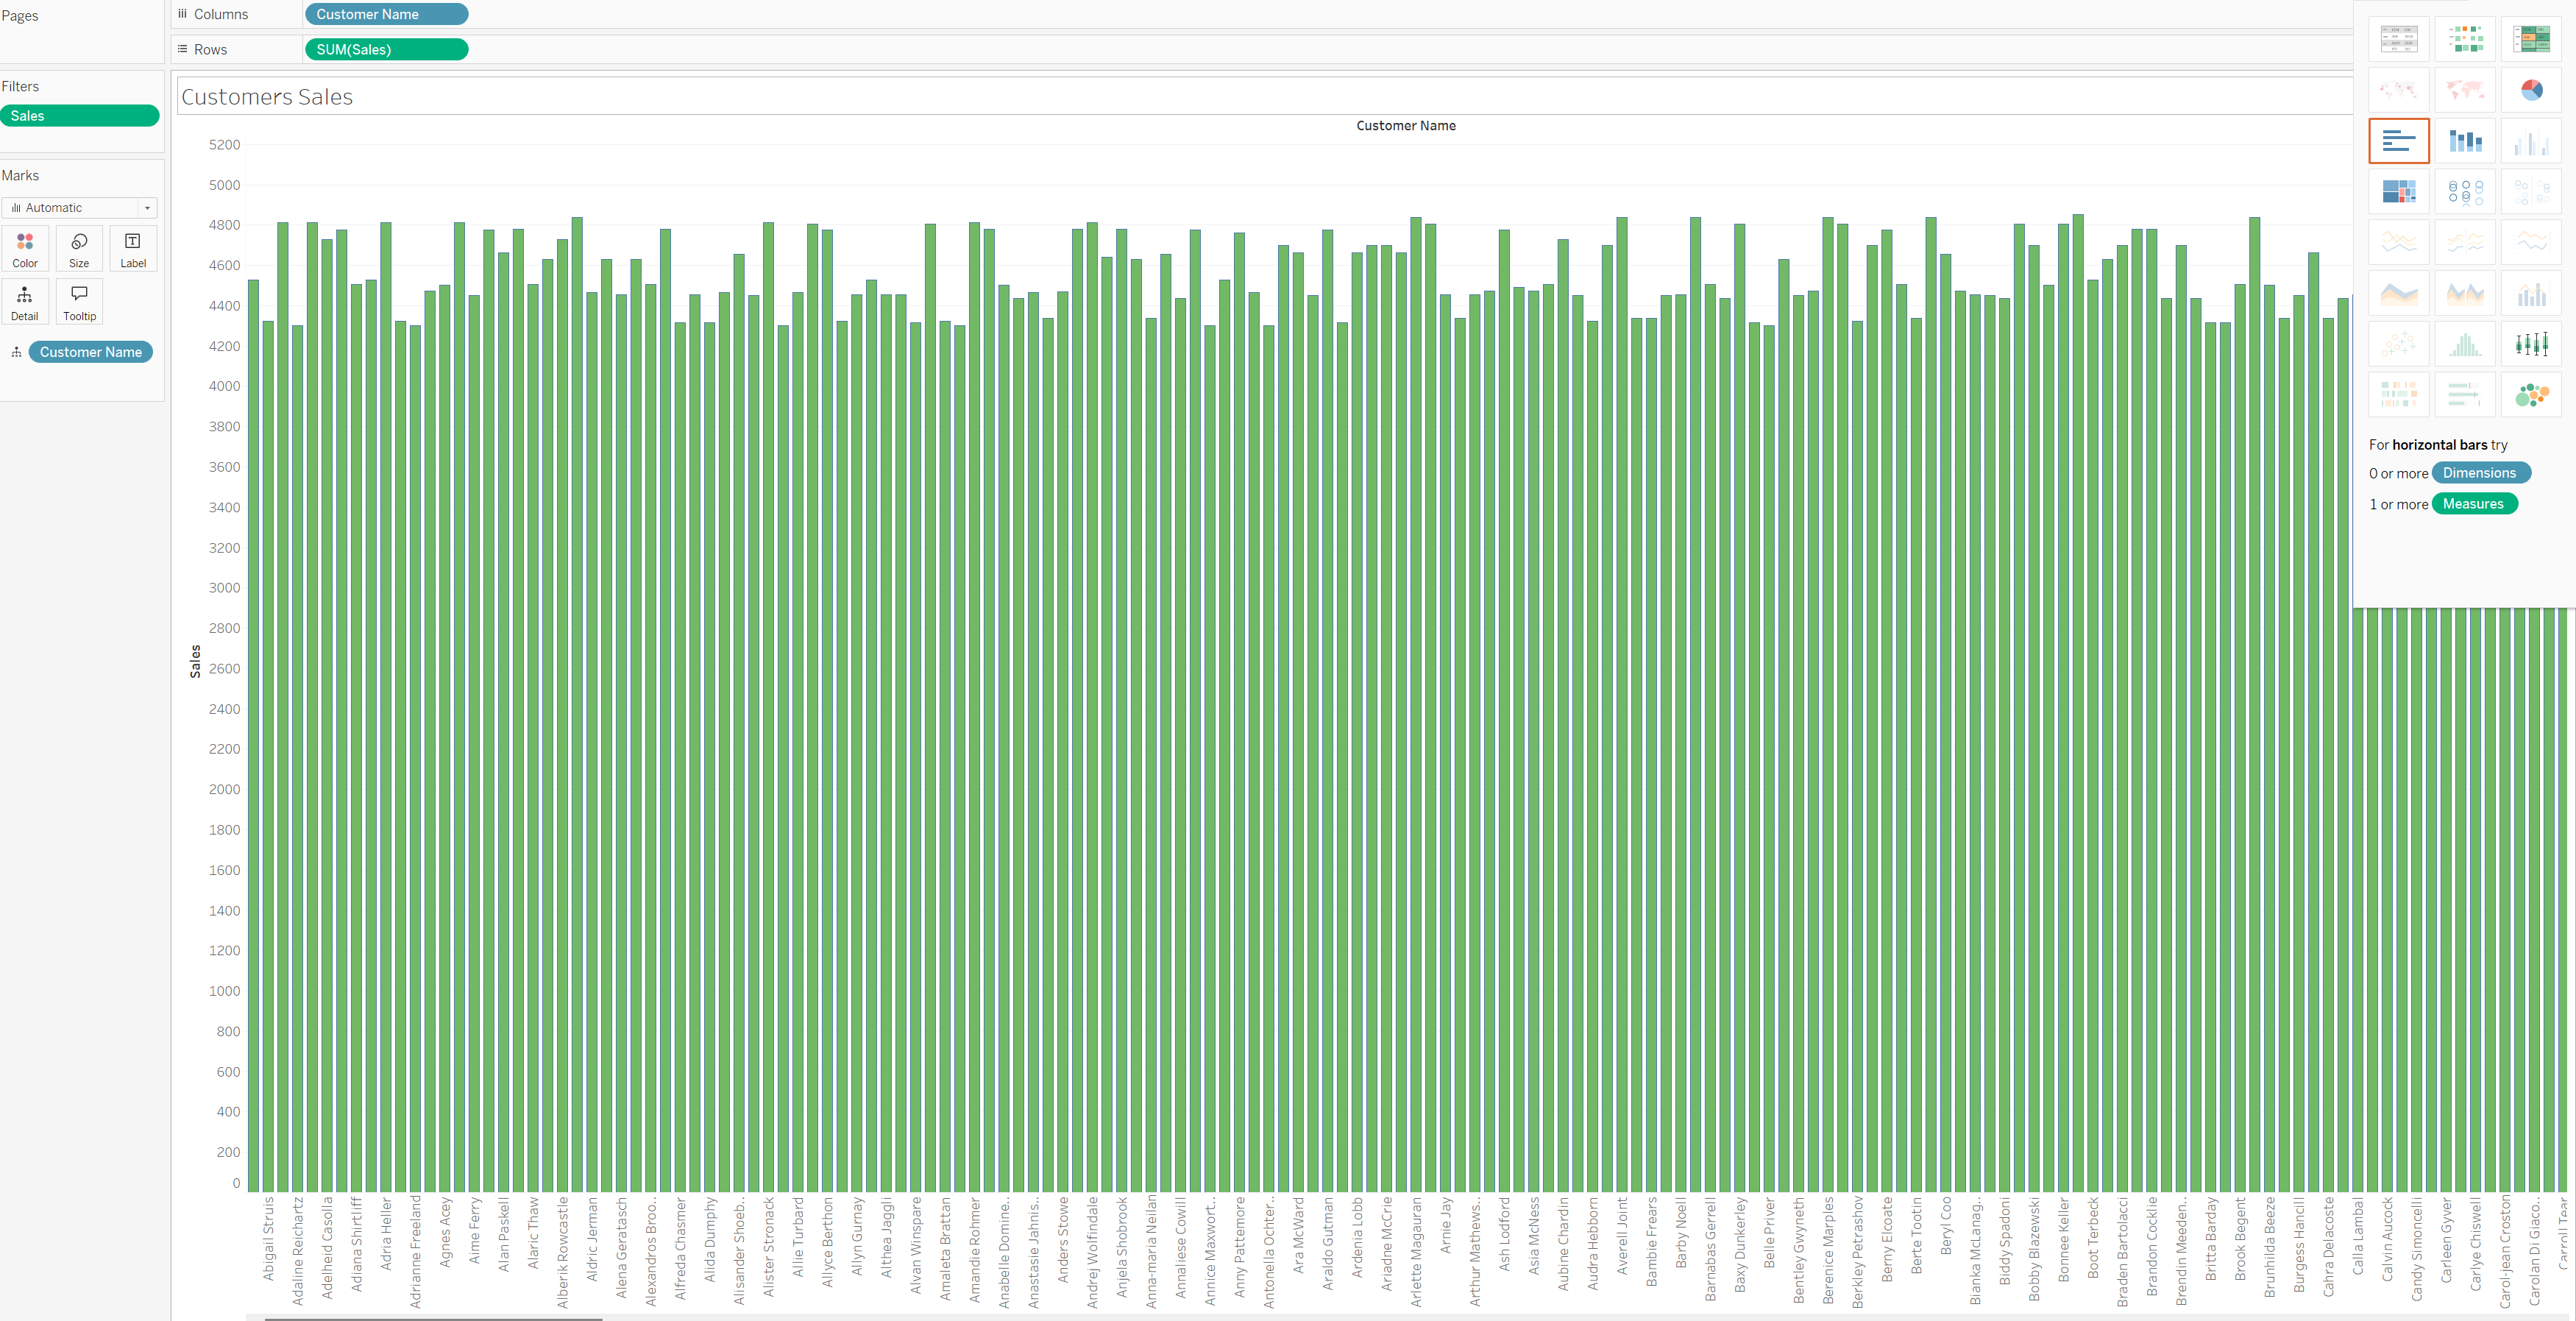 Pages
Columns
Customer Name
Rows
SUM(Sales)
Filters
Sales
Marks
Automatic
Color
Size
Label
Detail
Tooltip
Customer Name
Customers Sales
Customer Name
5200
5000
4800
4600
4400
4200
4000
3800
3600
3400
3200
3000
2800
2600
2400
2200
2000
1800
1600
1400
1200
1000
800
600
400
200
0
Sales
Abigail Struis
Adaline Reichartz
Adelheid Casolla
Adiana Shirtliff
Adria Heller
Adrianne Freeland
Agnes Acey
Aime Ferry
Alan Paskell
Alaric Thaw
Alberik Rowcastle
Aldric Jerman
Alena Geratasch
Alexandros Broo..
Alfreda Chasmer
Alida Dumphy
Alisander Shoeb..
Alister Stronack
Allie Turbard
Allyce Berthon
Allyn Gurnay
Althea Jaggli
Alvan Winspare
Amaleta Brattan
Amandie Rohmer
Anabelle Domine..
Anastasie Jahnis..
Anders Stowe
Andrej Wolfindale
Anjela Shobrook
Anna-maria Neilan
Annaliese Cowill
Annice Maxwort..
Anny Pattemore
Antonella Ochter..
Ara McWard
Araldo Gutman
Ardenia Lobb
Ariadne McCrie
Arlette Magauran
Arnie Jay
Arthur Mathews..
Ash Lodford
Asia McNess
Aubine Chardin
Audra Hebborn
Averell Joint
Bambie Frears
Barby Noell
Barnabas Gerrell
Baxy Dunkerley
Belle Priver
Bentley Gwyneth
Berenice Marples
Berkley Petrashov
Berny Elcoate
Berte Tootin
Beryl Coo
Bianka McLanag..
Biddy Spadoni
Bobby Blazewski
Bonnee Keller
Boot Terbeck
Braden Bartolacci
Brandon Cocklie
Brendin Meeden..
Britta Barday
Brook Begent
Brunhilda Beeze
Burgess Hancill
Cahra Delacoste
Calla Lambal
Calvin Aucock
Candy Simoncelli
Carleen Gyver
Carlye Chiswell
Carol-jean Croston
Carolan Di Giaco..
For horizontal bars try
0 or more Dimensions
1 or more Measures